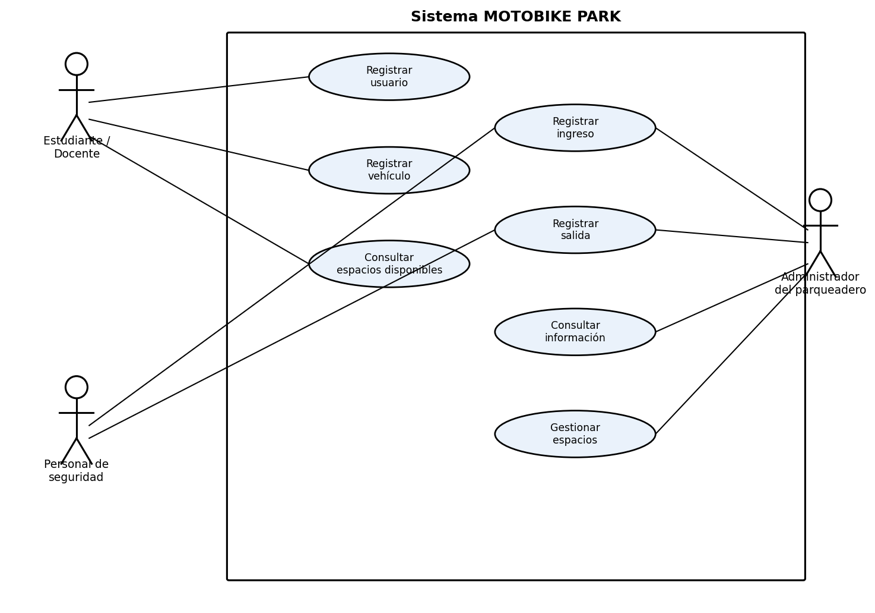 Sistema MOTOBIKE PARK
Estudiante /
Docente
Registrar
usuario
Registrar
vehículo
Consultar
espacios disponibles
Registrar
ingreso
Registrar
salida
Consultar
información
Gestionar
espacios
Administrador
del parqueadero
Personal de
seguridad